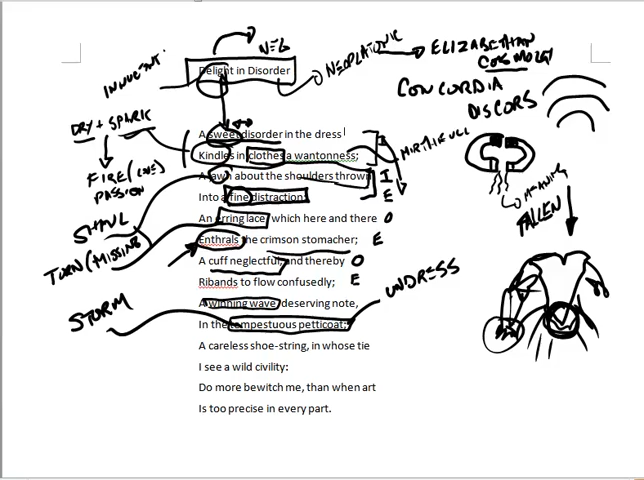 NEG
NEOPLATONIC
ELIZABETHAN
COSMOLOGY
INNOCENT
Delight in Disorder
CONCORDIA
DISCORS
DRY + SPARK
A sweet disorder in the dress
Kindles in clothes a wantonness;
MIRTHFULL
FIRE (LOVE)
PASSION
A lawn about the shoulders thrown
I
I
Into a fine distraction;
E
MEANING
FALLEN
SHAWL
An erring lace, which here and there
O
TURN (MISSING
Enthrals the crimson stomacher;
E
A cuff neglectful, and thereby
O
UNDRESS
Ribands to flow confusedly;
E
STORM
A winning wave, deserving note,
In the tempestuous petticoat;
A careless shoe-string, in whose tie
I see a wild civility:
Do more bewitch me, than when art
Is too precise in every part.